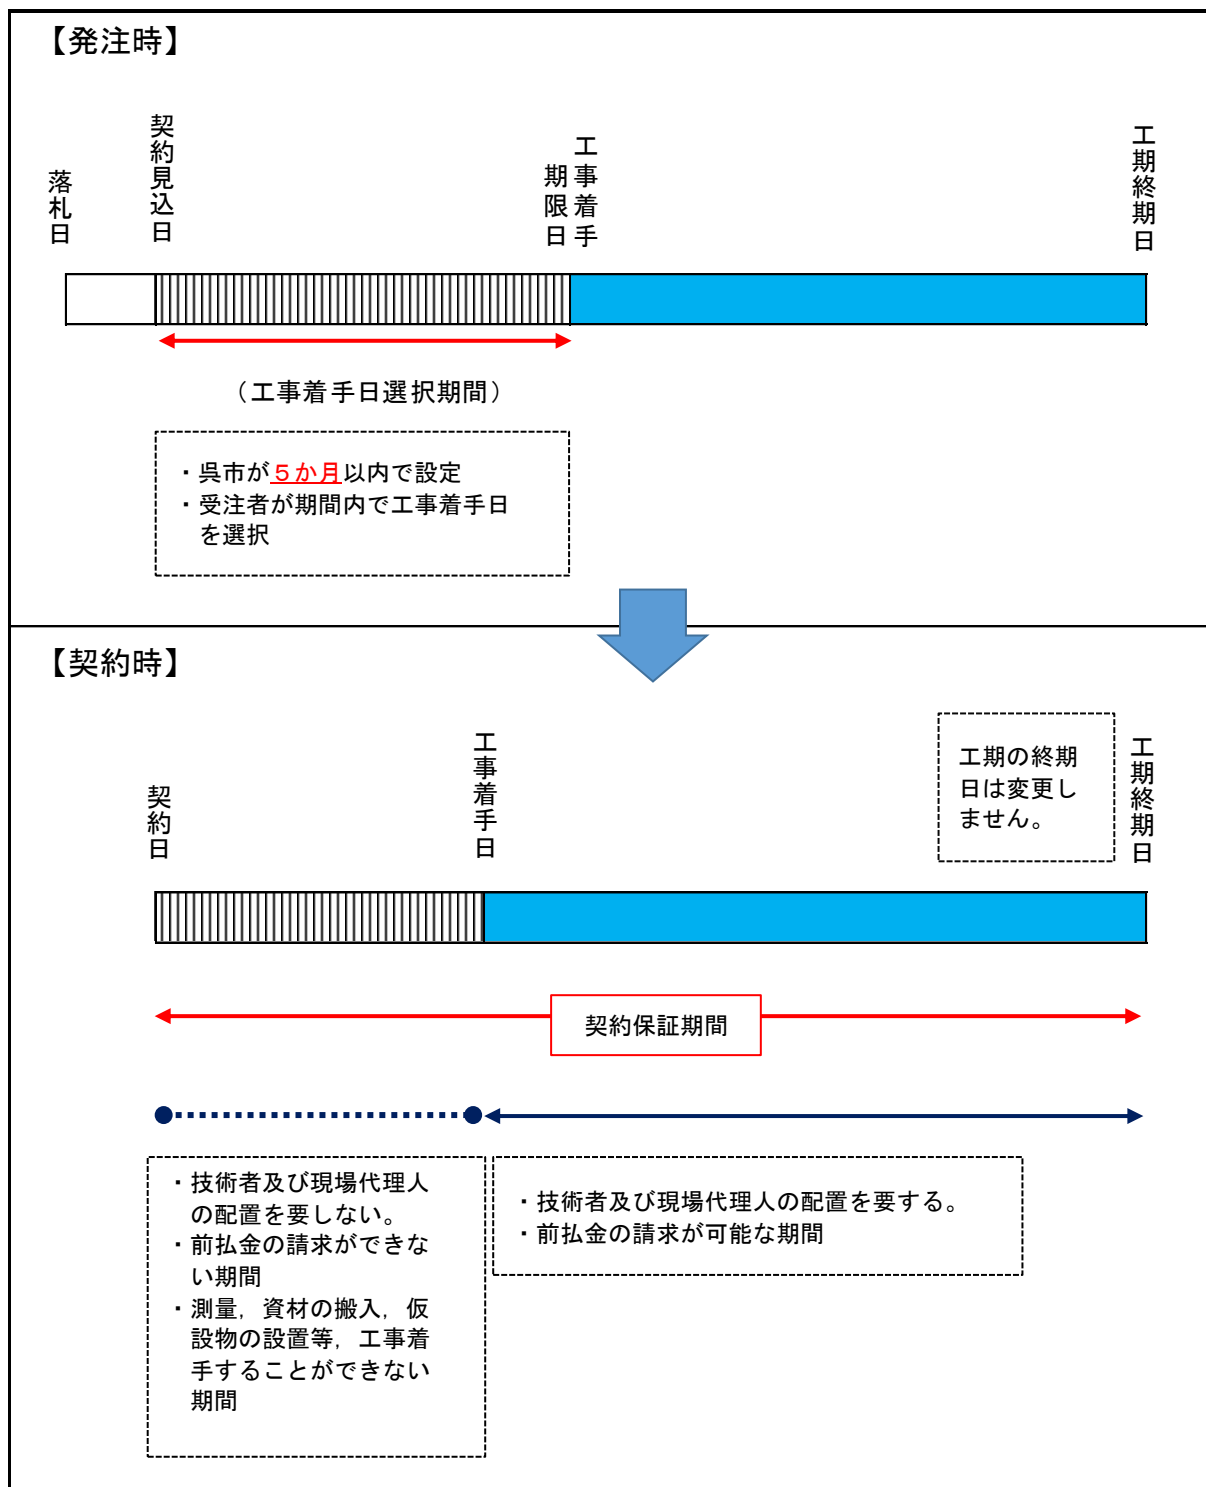 【発注時】
落札日
契約見込日
工事着手
期限日
工期終期日
（工事着手日選択期間）
・呉市が５か月以内で設定
・受注者が期間内で工事着手日
を選択
【契約時】
契約日
工事着手日
工期の終期
日は変更し
ません。
工期終期日
契約保証期間
・技術者及び現場代理人
の配置を要しない。
・前払金の請求ができな
い期間
・測量，資材の搬入，仮
設物の設置等，工事着
手することができない
期間
・技術者及び現場代理人の配置を要する。
・前払金の請求が可能な期間